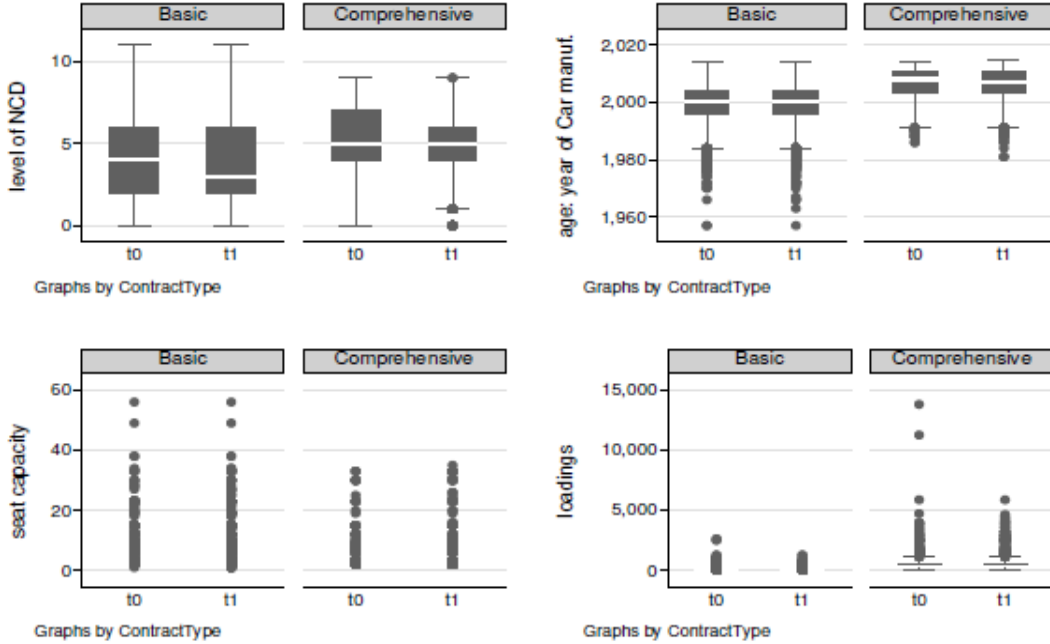 Basic
Comprehensive
level of NCD
10
5
0
t0
t1
t0
t1
Graphs by ContractType
Basic
Comprehensive
age: year of Car manuf.
2,020
2,000
1,980
1,960
t0
t1
t0
t1
Graphs by ContractType
Basic
Comprehensive
seat capacity
60
40
20
0
t0
t1
t0
t1
Graphs by ContractType
Basic
Comprehensive
loadings
15,000
10,000
5,000
0
t0
t1
t0
t1
Graphs by ContractType